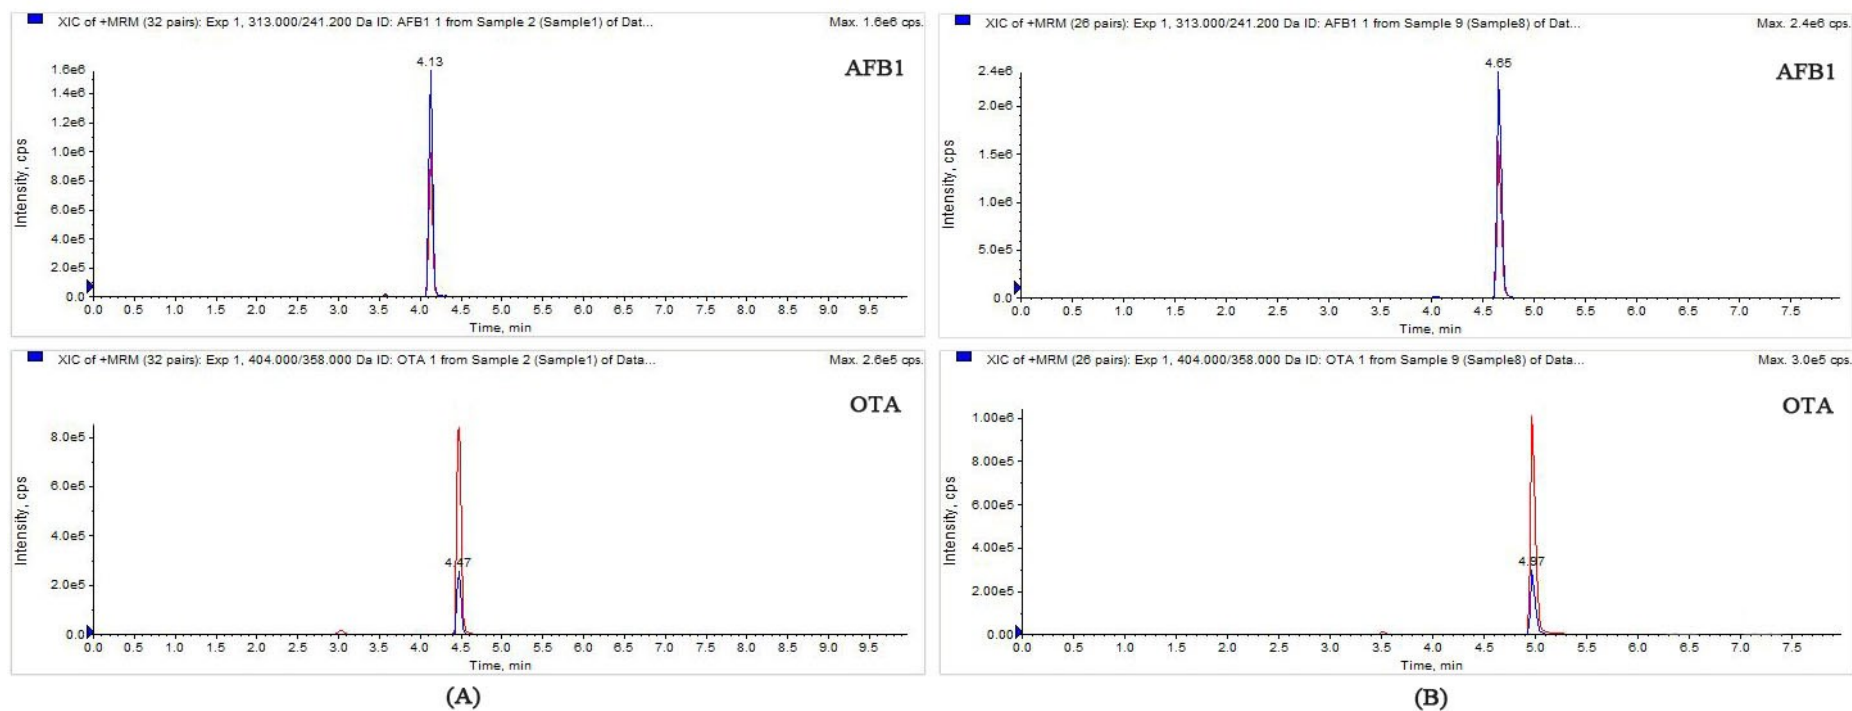 XIC of +MRM (32 pairs): Exp 1, 313.000/241.200 Da ID: AFB1 1 from Sample 2 (Sample1) of Dat... Max. 1.6e6 cps.
AFB1
4.13
1.6e6
1.4e6
1.2e6
1.0e6
8.0e5
6.0e5
4.0e5
2.0e5
0.0
Intensity, cps
0.0 0.5 1.0 1.5 2.0 2.5 3.0 3.5 4.0 4.5 5.0 5.5 6.0 6.5 7.0 7.5 8.0 8.5 9.0 9.5
Time, min
XIC of +MRM (26 pairs): Exp 1, 313.000/241.200 Da ID: AFB1 1 from Sample 9 (Sample8) of Dat... Max. 2.4e6 cps.
AFB1
4.65
2.4e6
2.0e6
1.5e6
1.0e6
5.0e5
0.0
Intensity, cps
0.0 0.5 1.0 1.5 2.0 2.5 3.0 3.5 4.0 4.5 5.0 5.5 6.0 6.5 7.0 7.5
Time, min
XIC of +MRM (32 pairs): Exp 1, 404.000/358.000 Da ID: OTA 1 from Sample 2 (Sample1) of Data... Max. 2.6e5 cps.
OTA
8.0e5
6.0e5
4.0e5
2.0e5
0.0
4.47
Intensity, cps
0.0 0.5 1.0 1.5 2.0 2.5 3.0 3.5 4.0 4.5 5.0 5.5 6.0 6.5 7.0 7.5 8.0 8.5 9.0 9.5
Time, min
(A)
XIC of +MRM (26 pairs): Exp 1, 404.000/358.000 Da ID: OTA 1 from Sample 9 (Sample8) of Data... Max. 3.0e5 cps.
OTA
1.00e6
8.00e5
6.00e5
4.00e5
2.00e5
0.00
4.97
Intensity, cps
0.0 0.5 1.0 1.5 2.0 2.5 3.0 3.5 4.0 4.5 5.0 5.5 6.0 6.5 7.0 7.5
Time, min
(B)